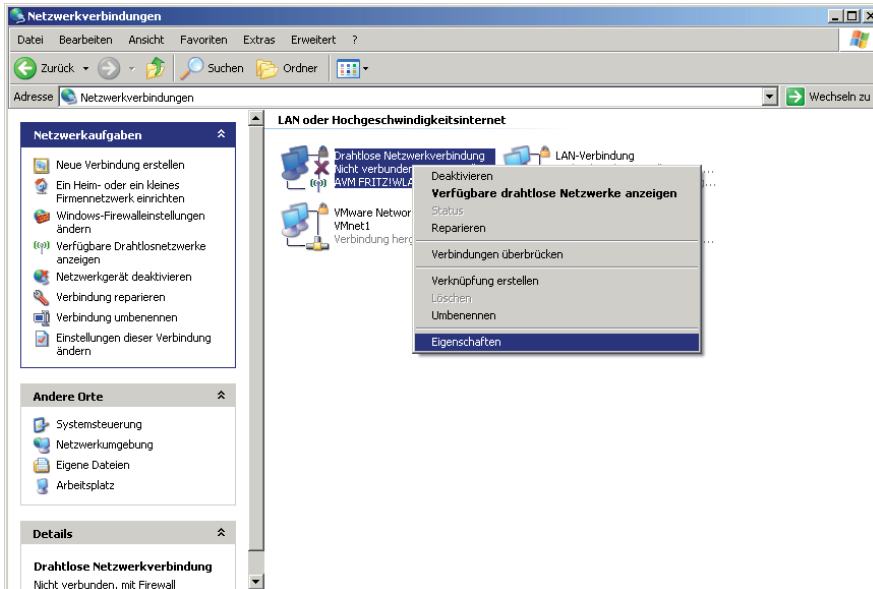 Netzwerkverbindungen
Datei Bearbeiten Ansicht Favoriten Extras Erweitert ?
Zurück Suchen Ordner
Adresse Netzwerkverbindungen Wechseln zu
Netzwerkaufgaben
Neue Verbindung erstellen
Ein Heim- oder ein kleines
Firmennetzwerk einrichten
Windows-Firewalleinstellungen
ändern
Verfügbare Drahtlosnetzwerke
anzeigen
Netzwerkgerät deaktivieren
Verbindung reparieren
Verbindung umbenennen
Einstellungen dieser Verbindung
ändern
Andere Orte
Systemsteuerung
Netzwerkumgebung
Eigene Dateien
Arbeitsplatz
Details
Drahtlose Netzwerkverbindung
Nicht verbunden, mit Firewall
LAN oder Hochgeschwindigkeitsinternet
Drahtlose Netzwerkverbindung
Nicht verbunden
AVM FRITZ!WLA
LAN-Verbindung
VMware Networ
VMnet1
Verbindung herg
Deaktivieren
Verfügbare drahtlose Netzwerke anzeigen
Status
Reparieren
Verbindungen überbrücken
Verknüpfung erstellen
Löschen
Umbenennen
Eigenschaften